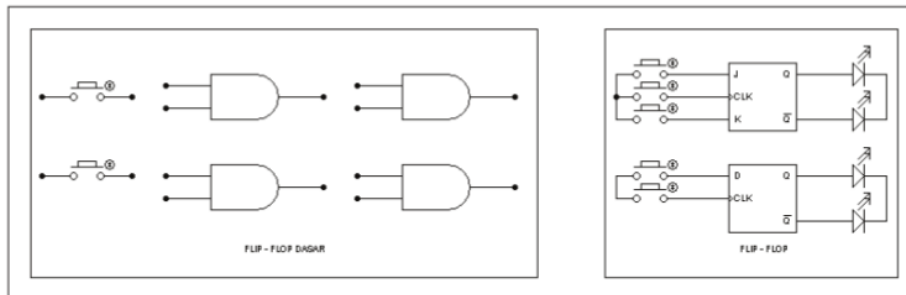 J Q
CLK
K Q
D Q
CLK
Q
FLIP - FLOP DASAR
FLIP - FLOP